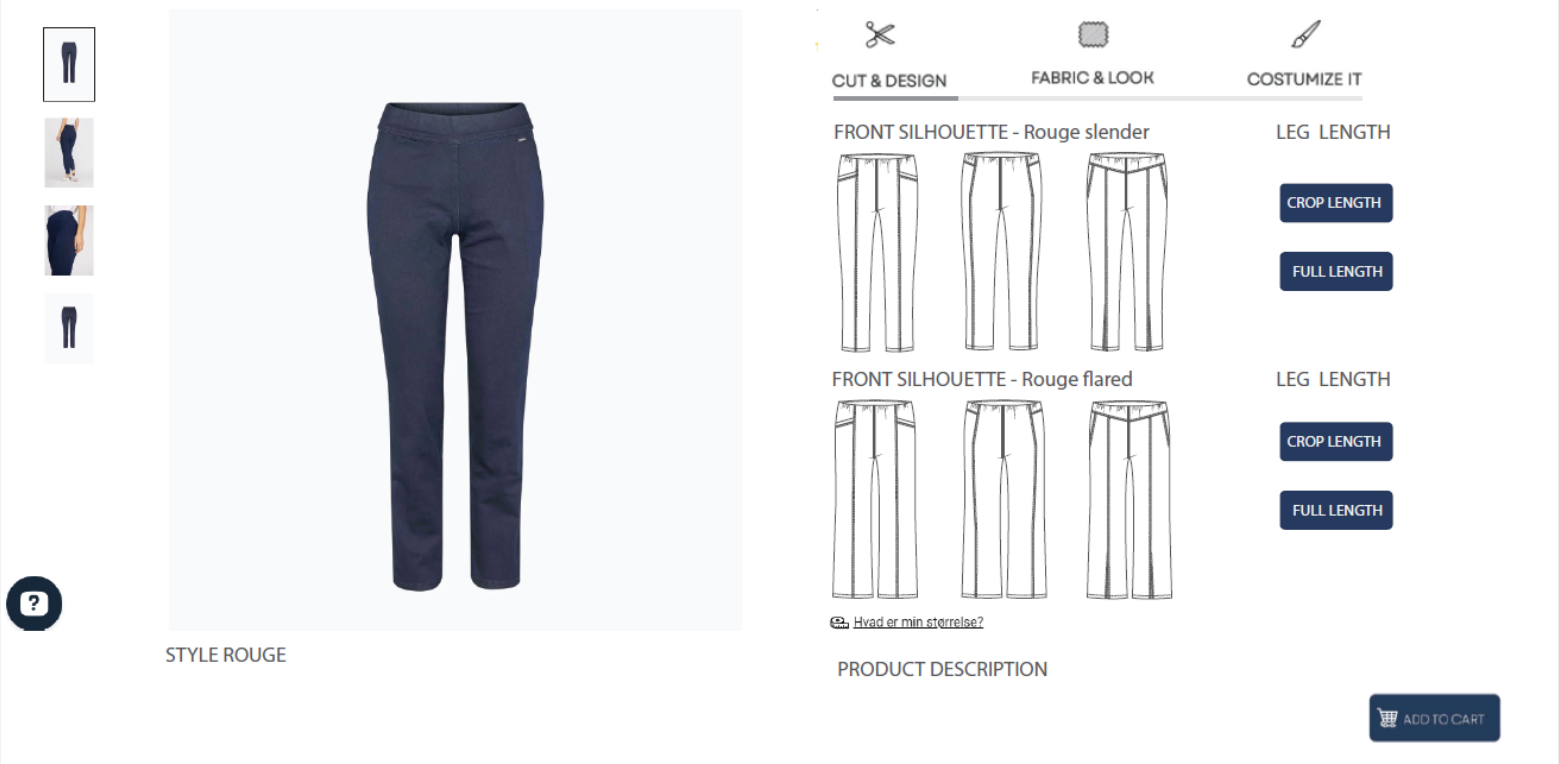 CUT & DESIGN
FABRIC & LOOK
COSTUMIZE IT
FRONT SILHOUETTE - Rouge slender
LEG LENGTH
CROP LENGTH
FULL LENGTH
FRONT SILHOUETTE - Rouge flared
LEG LENGTH
CROP LENGTH
FULL LENGTH
?
Hvad er min størrelse?
STYLE ROUGE
PRODUCT DESCRIPTION
ADD TO CART